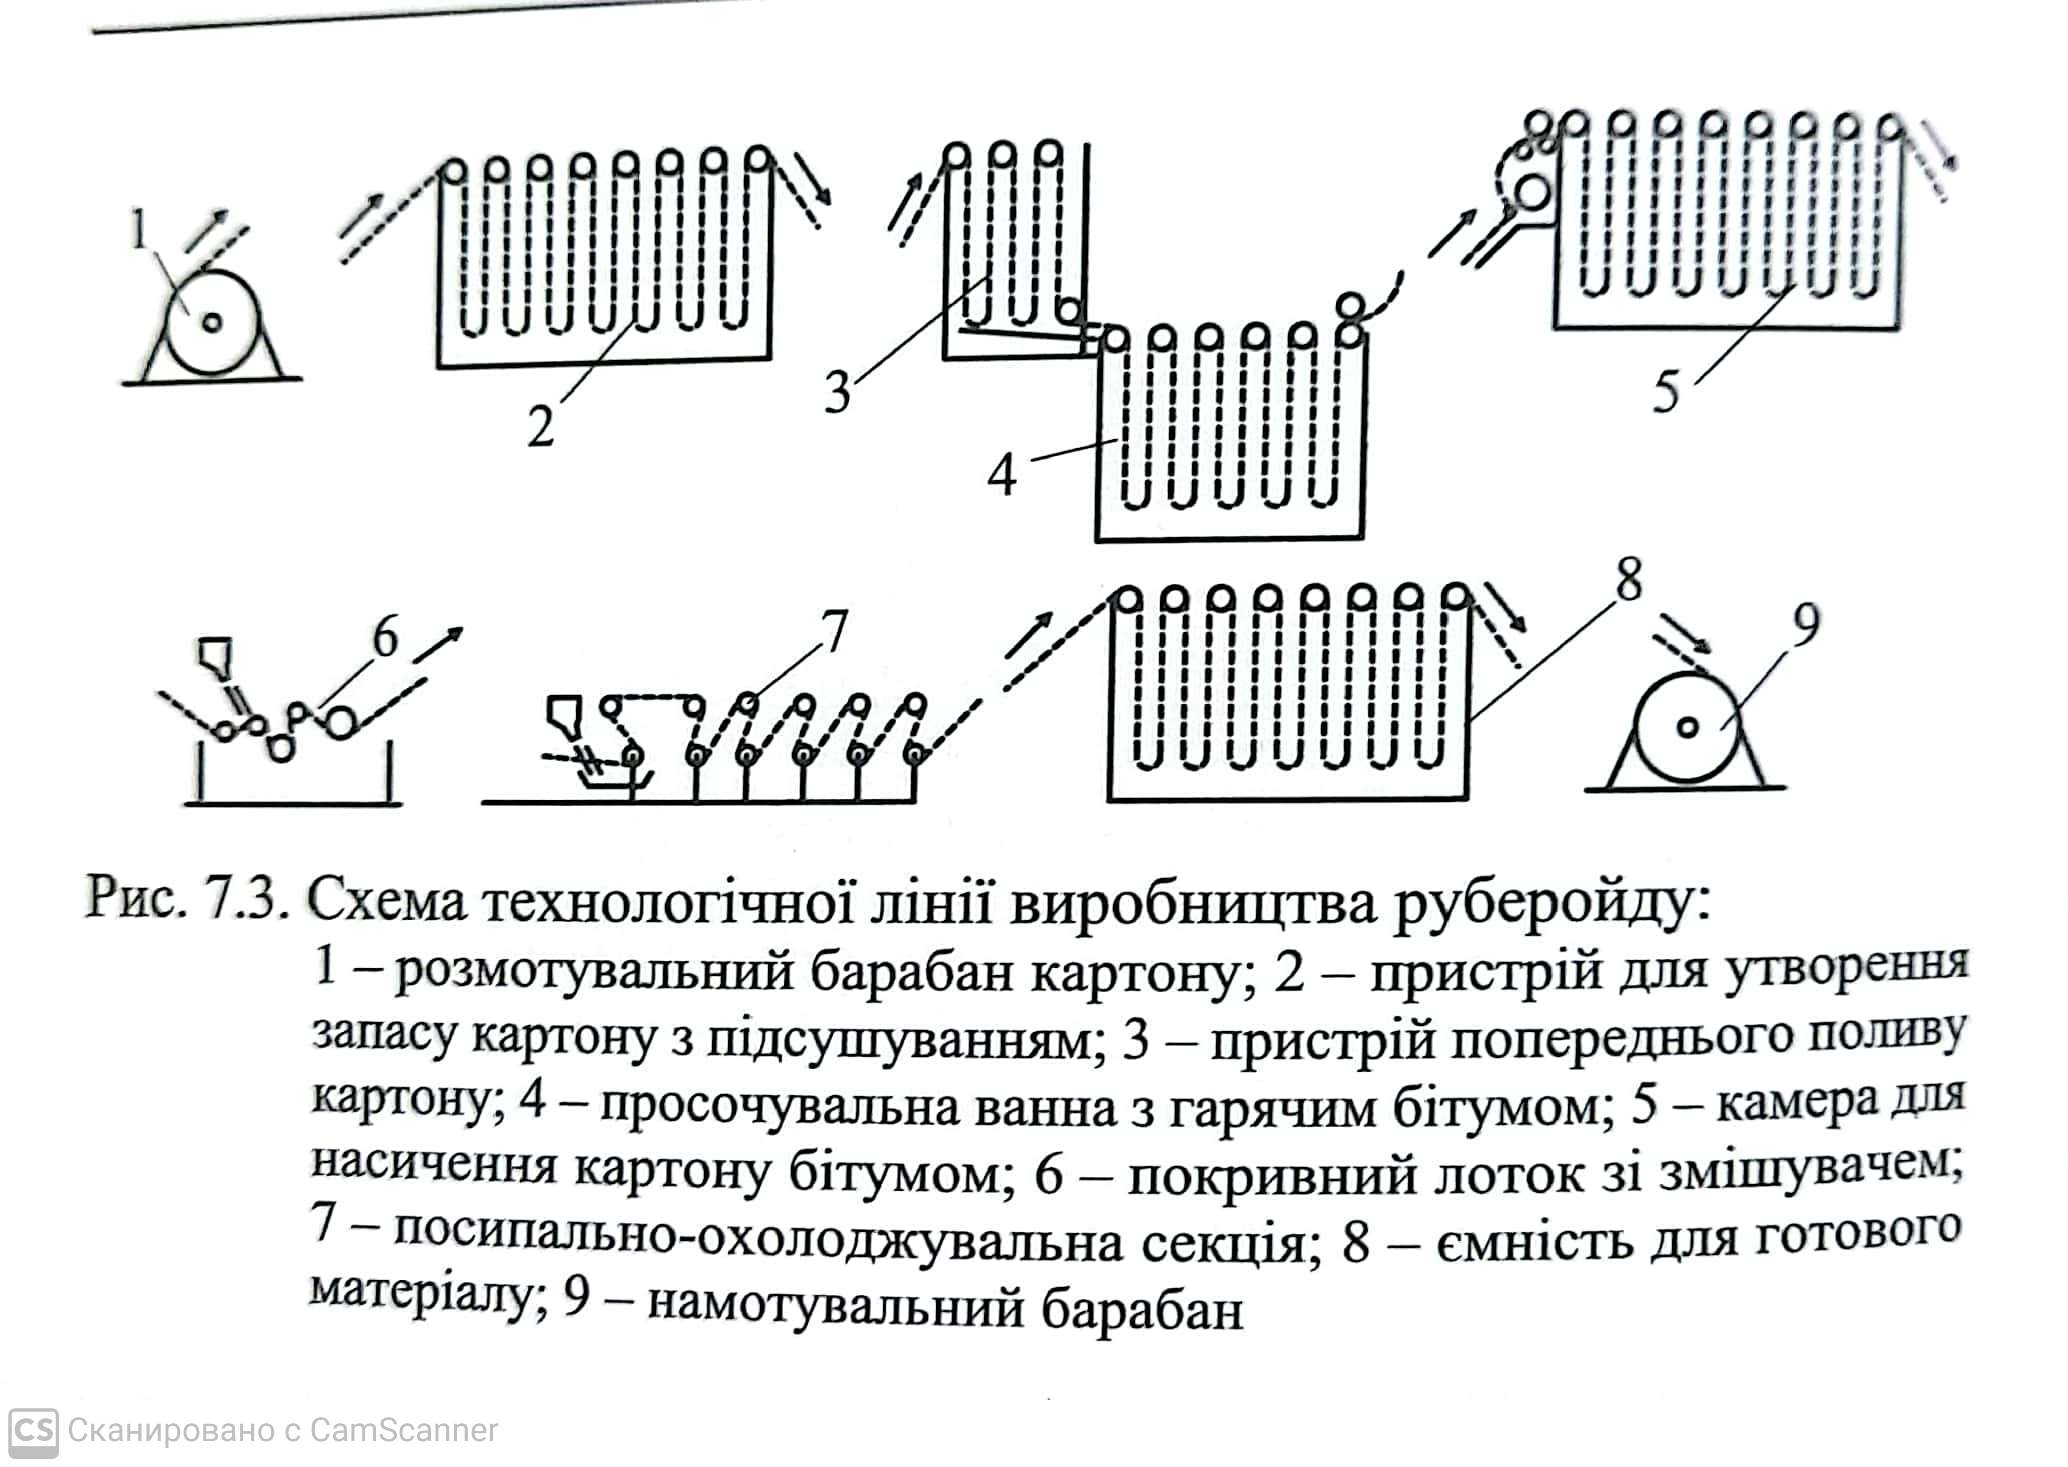 1
2
3
4
5
6
7
8
9
Рис. 7.3. Схема технологічної лінії виробництва руберойду:
1 – розмотувальний барабан картону; 2 – пристрій для утворення
запасу картону з підсушуванням; 3 – пристрій попереднього поливу
картону; 4 – просочувальна ванна з гарячим бітумом; 5 – камера для
насичення картону бітумом; 6 – покривний лоток зі змішувачем;
7 – посипально-охолоджувальна секція; 8 – ємність для готового
матеріалу; 9 – намотувальний барабан
CS Сканировано с CamScanner